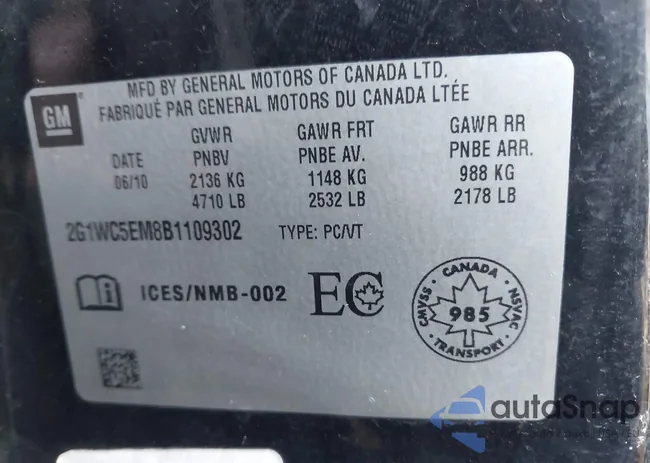 MFD BY GENERAL MOTORS OF CANADA LTD.
FABRIQUÉ PAR GENERAL MOTORS DU CANADA LTÉE
GM
GVWR GAWR FRT GAWR RR
DATE PNBV PNBE AV. PNBE ARR.
06/10 2136 KG 1148 KG 988 KG
4710 LB 2532 LB 2178 LB
2G1WC5EM8B1109302 TYPE: PC/VT
ICES/NMB-002 EC
CANADA
CMVSS 985 NSVAC
TRANSPORT
autoSnap